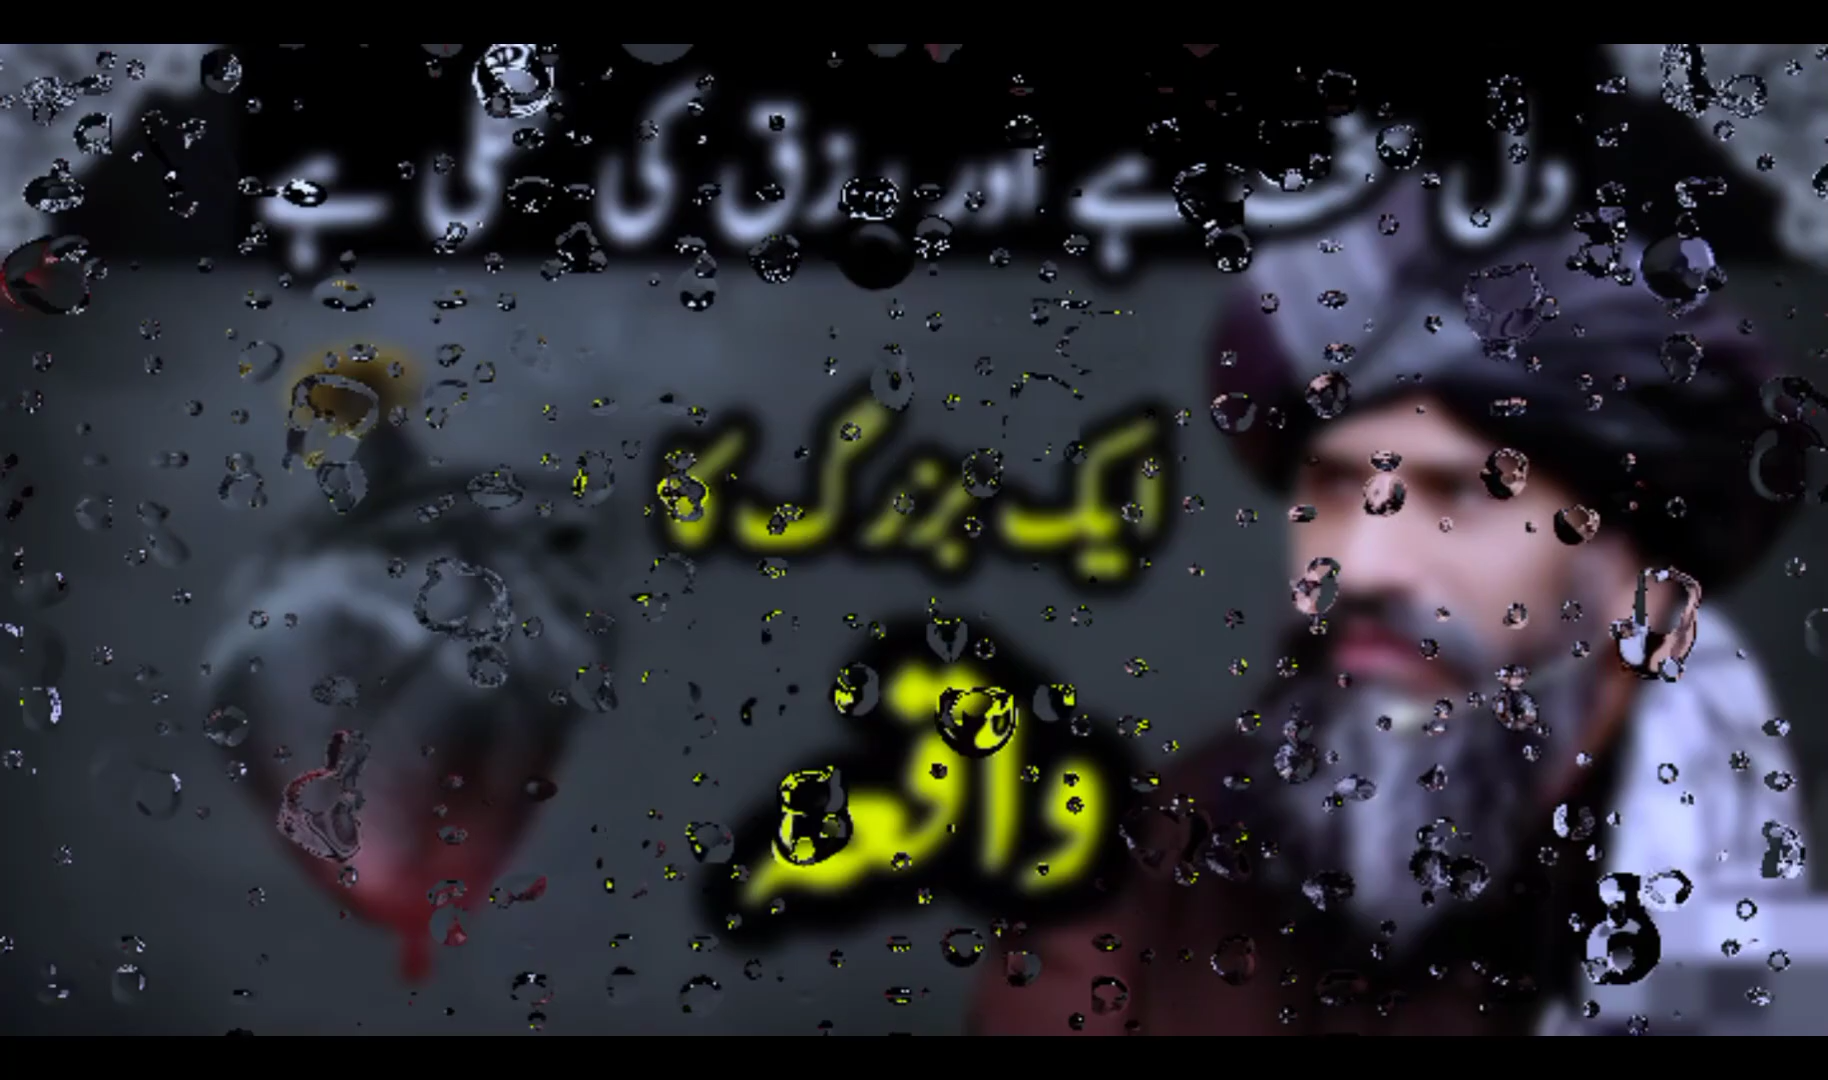 دل ہے اور رزق کی ہے
ایک بزرگ کا
واقعہ